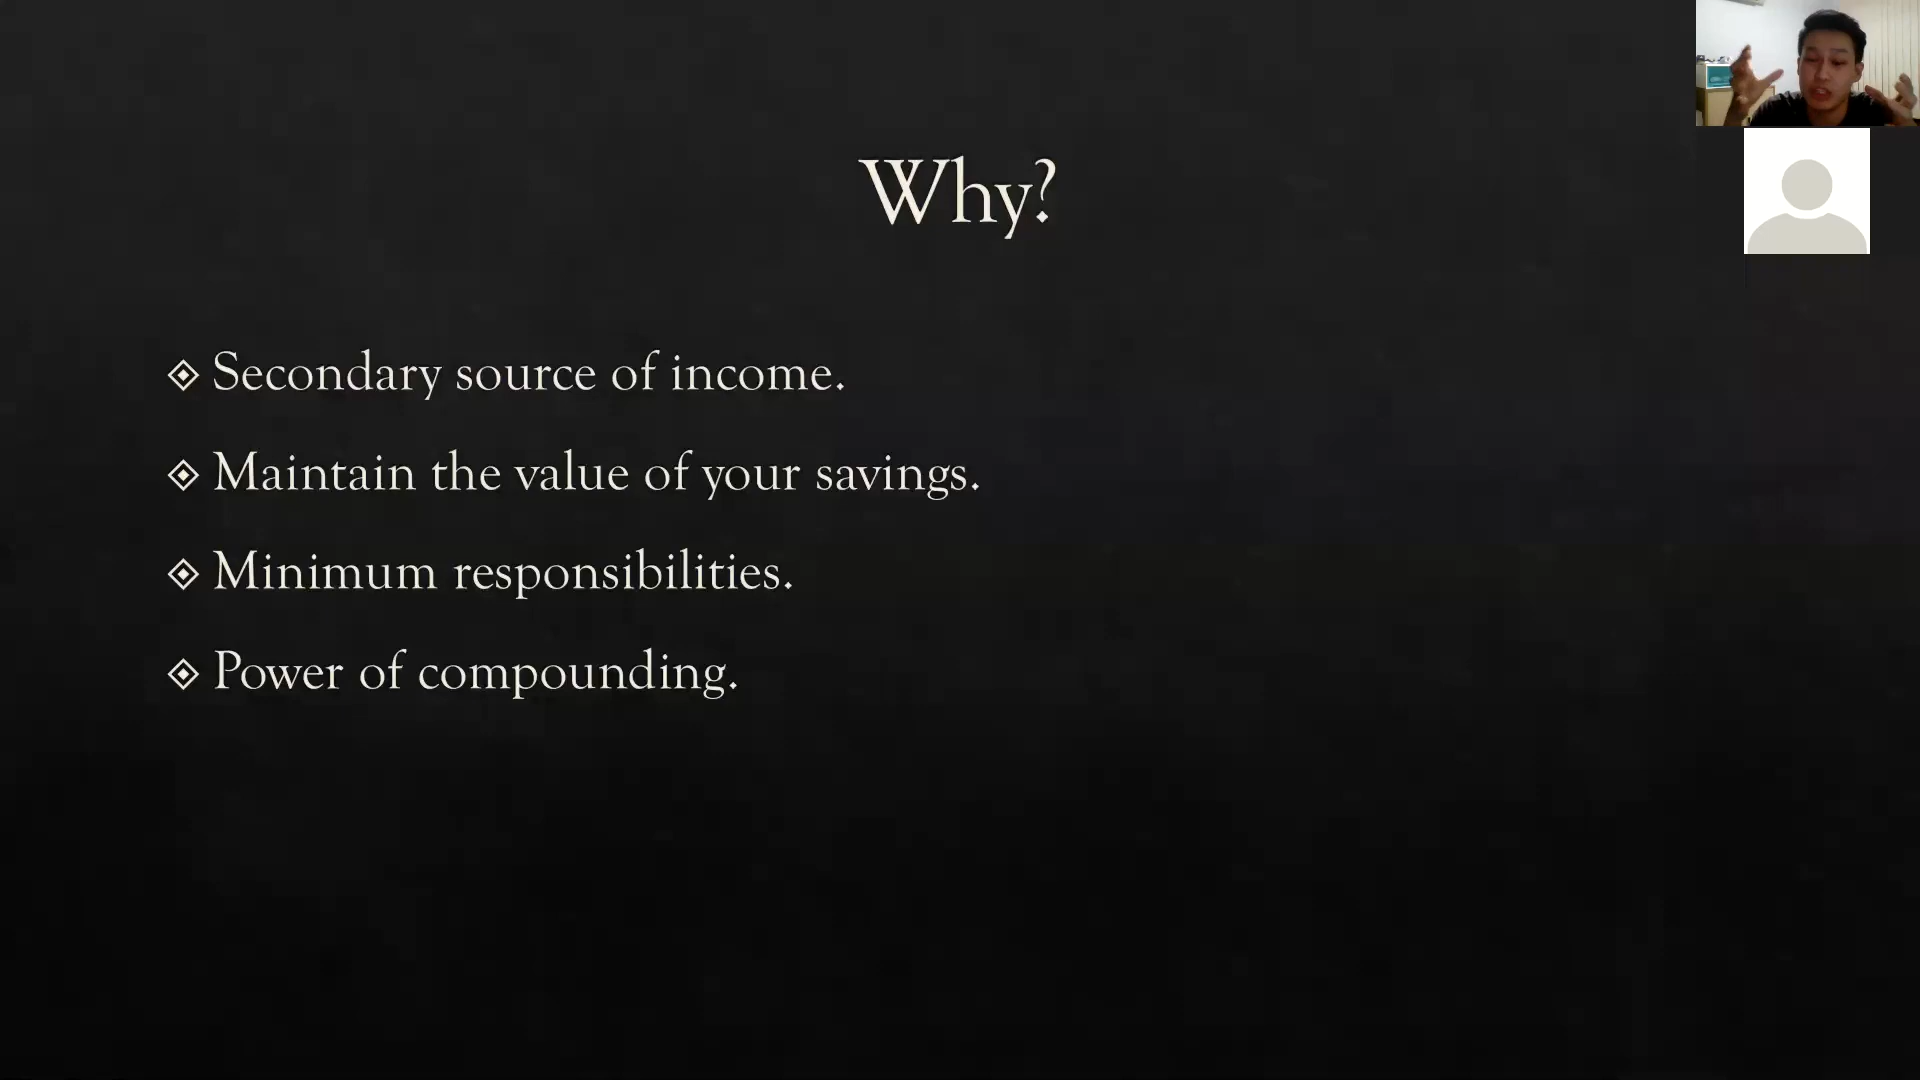 Why?
Secondary source of income.
Maintain the value of your savings.
Minimum responsibilities.
Power of compounding.